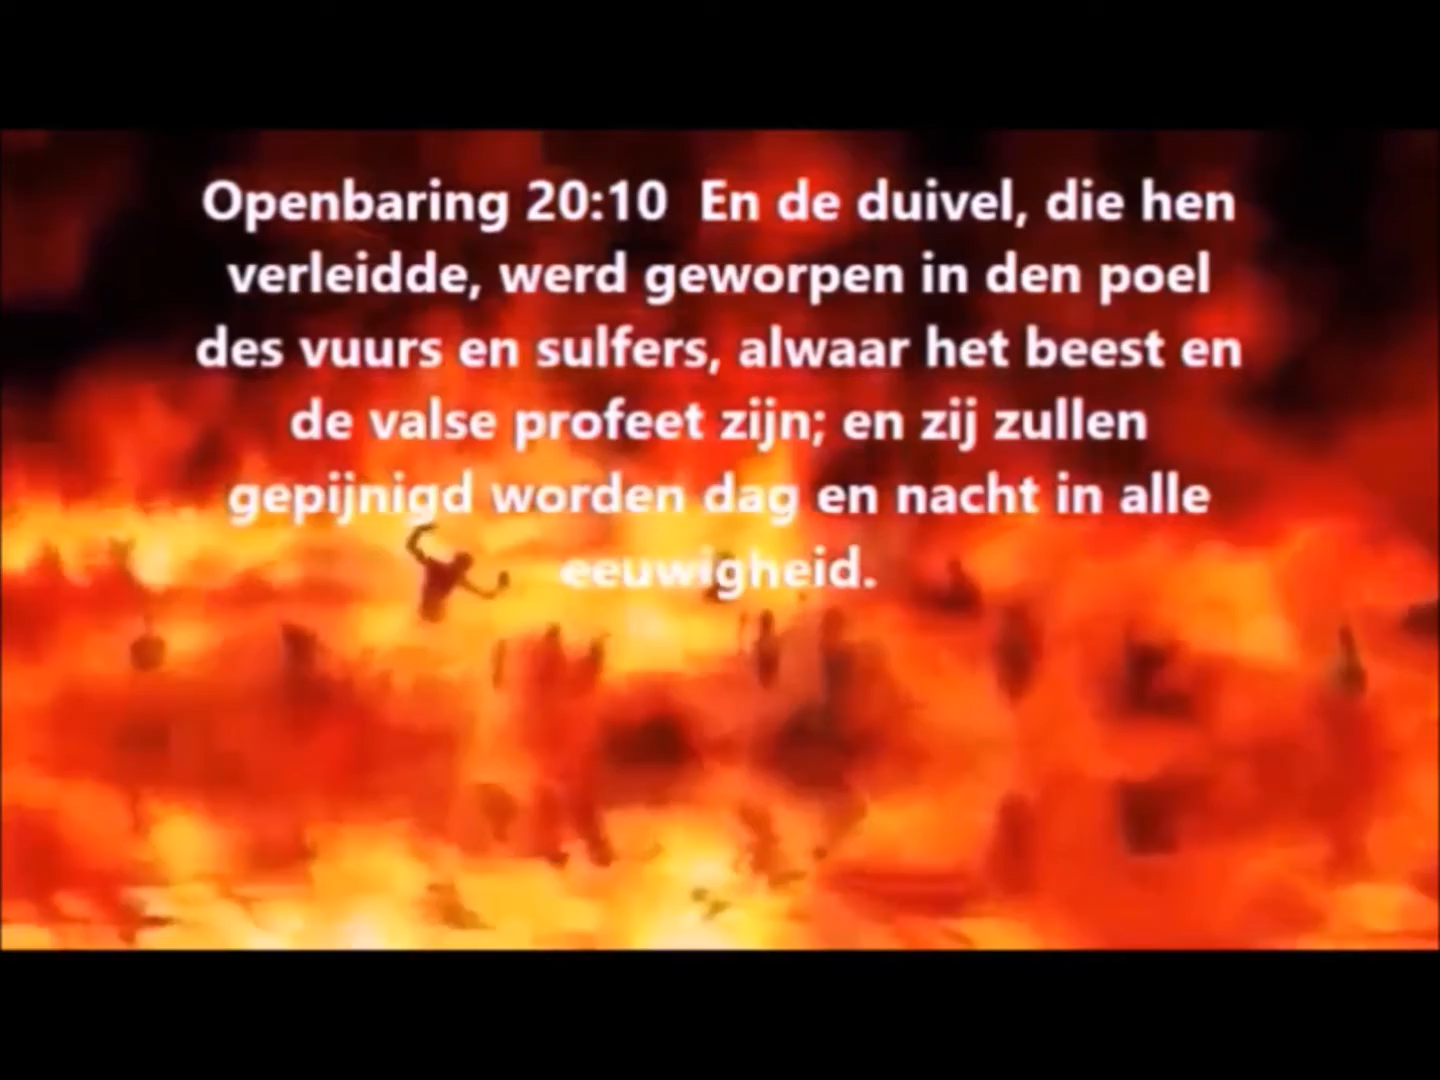 Openbaring 20:10  En de duivel, die hen
verleidde, werd geworpen in den poel
des vuurs en sulfers, alwaar het beest en
de valse profeet zijn; en zij zullen
gepijnigd worden dag en nacht in alle
eeuwigheid.